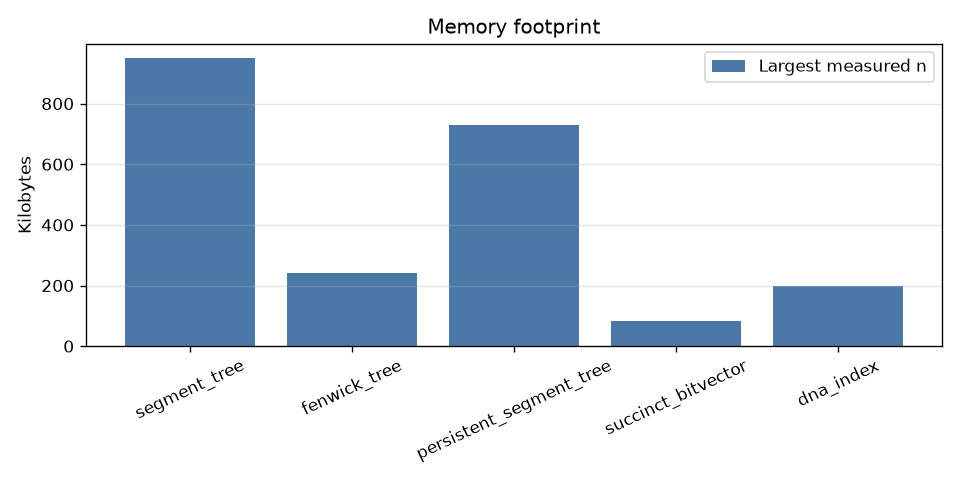 Memory footprint
Largest measured n
Kilobytes
800
600
400
200
0
segment_tree
fenwick_tree
persistent_segment_tree
succinct_bitvector
dna_index